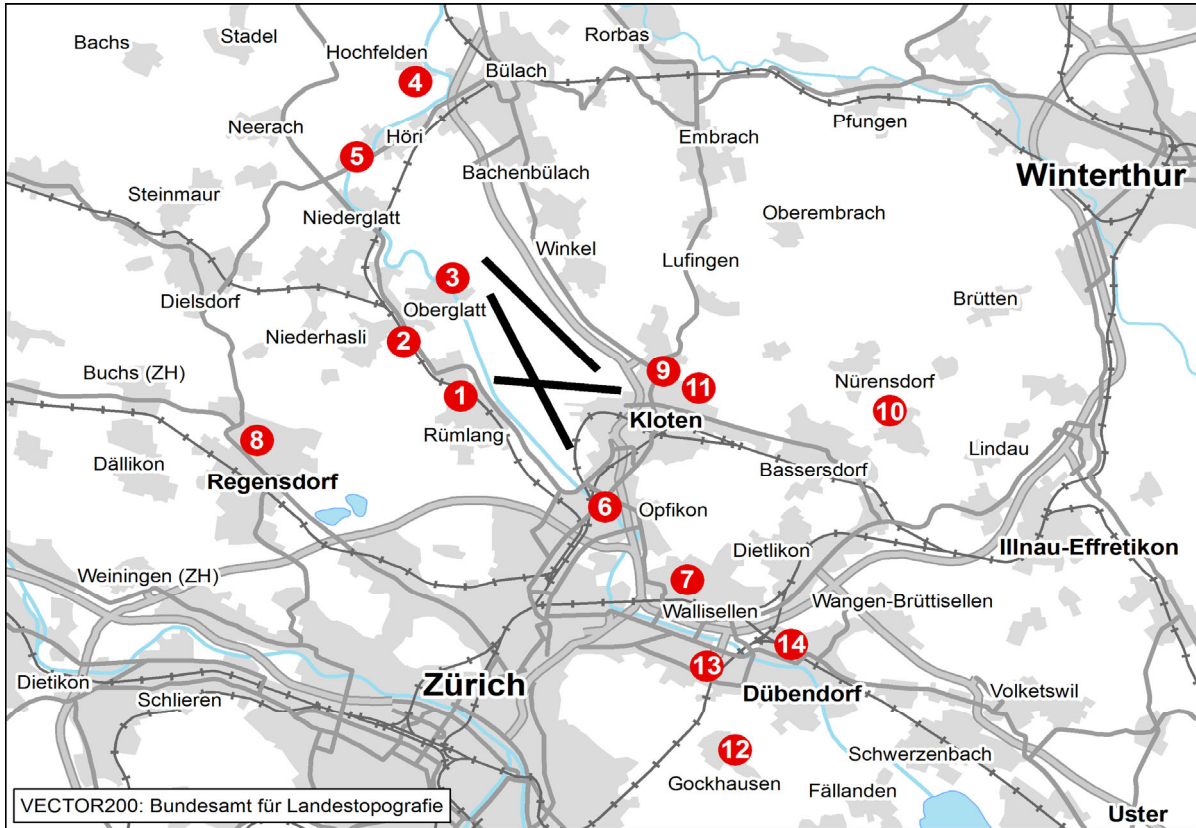 Stadel
Rorbas
Bachs
Hochfelden
4
Bülach
Neerach
Höri
Embrach
Pfungen
5
Bachenbülach
Winterthur
Steinmaur
Niederglatt
Oberembrach
Winkel
Lufingen
3
Dielsdorf
Oberglatt
Brütten
Niederhasli
2
Buchs (ZH)
9
11
Nürensdorf
1
10
Kloten
Rümlang
8
Dällikon
Lindau
Bassersdorf
Regensdorf
6
Opfikon
Dietlikon
Illnau-Effretikon
Weiningen (ZH)
7
Wangen-Brüttisellen
Wallisellen
14
13
Dietikon
Zürich
Volketswil
Schlieren
Dübendorf
12
Schwerzenbach
Gockhausen
Fällanden
VECTOR200: Bundesamt für Landestopografie
Uster